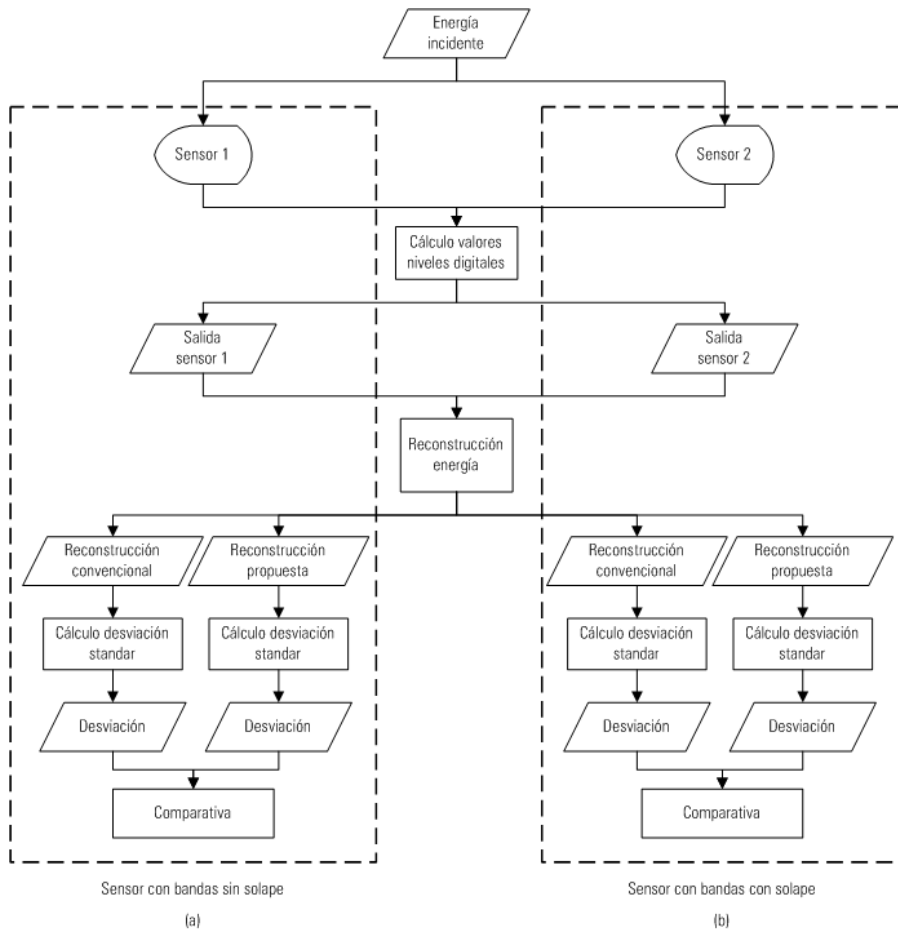 Energía
incidente
Sensor 1
Sensor 2
Cálculo valores
niveles digitales
Salida
sensor 1
Salida
sensor 2
Reconstrucción
energía
Reconstrucción
convencional
Reconstrucción
propuesta
Reconstrucción
convencional
Reconstrucción
propuesta
Cálculo desviación
standar
Cálculo desviación
standar
Cálculo desviación
standar
Cálculo desviación
standar
Desviación
Desviación
Desviación
Desviación
Comparativa
Comparativa
Sensor con bandas sin solape
(a)
Sensor con bandas con solape
(b)